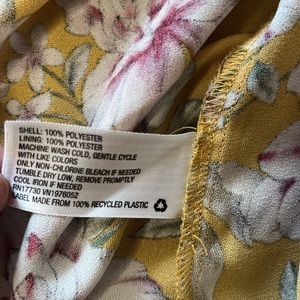 SHELL: 100% POLYESTER
LINING: 100% POLYESTER
MACHINE WASH COLD, GENTLE CYCLE
WITH LIKE COLORS
ONLY NON-CHLORINE BLEACH IF NEEDED
TUMBLE DRY LOW, REMOVE PROMPTLY
COOL IRON IF NEEDED
RN17730 VN1976052
LABEL MADE FROM 100% RECYCLED PLASTIC